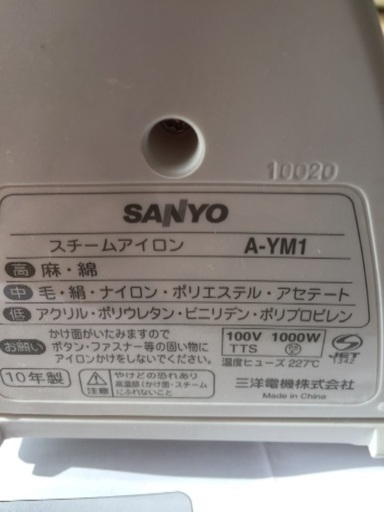 10020
SANYO
スチームアイロン A-YM1
高 麻・綿
中 毛・絹・ナイロン・ポリエステル・アセテート
低 アクリル・ポリウレタン・ビニリデン・ポリプロピレン
お願い かけ面がいたみますので
ボタン・ファスナー等の固い物に
アイロンかけをしないでください。
100V 1000W
TTS
温度ヒューズ 227℃
JET
10年製
注意 やけどの恐れあり
高温部(かけ面・スチーム)
にふれないこと
三洋電機株式会社
Made in China